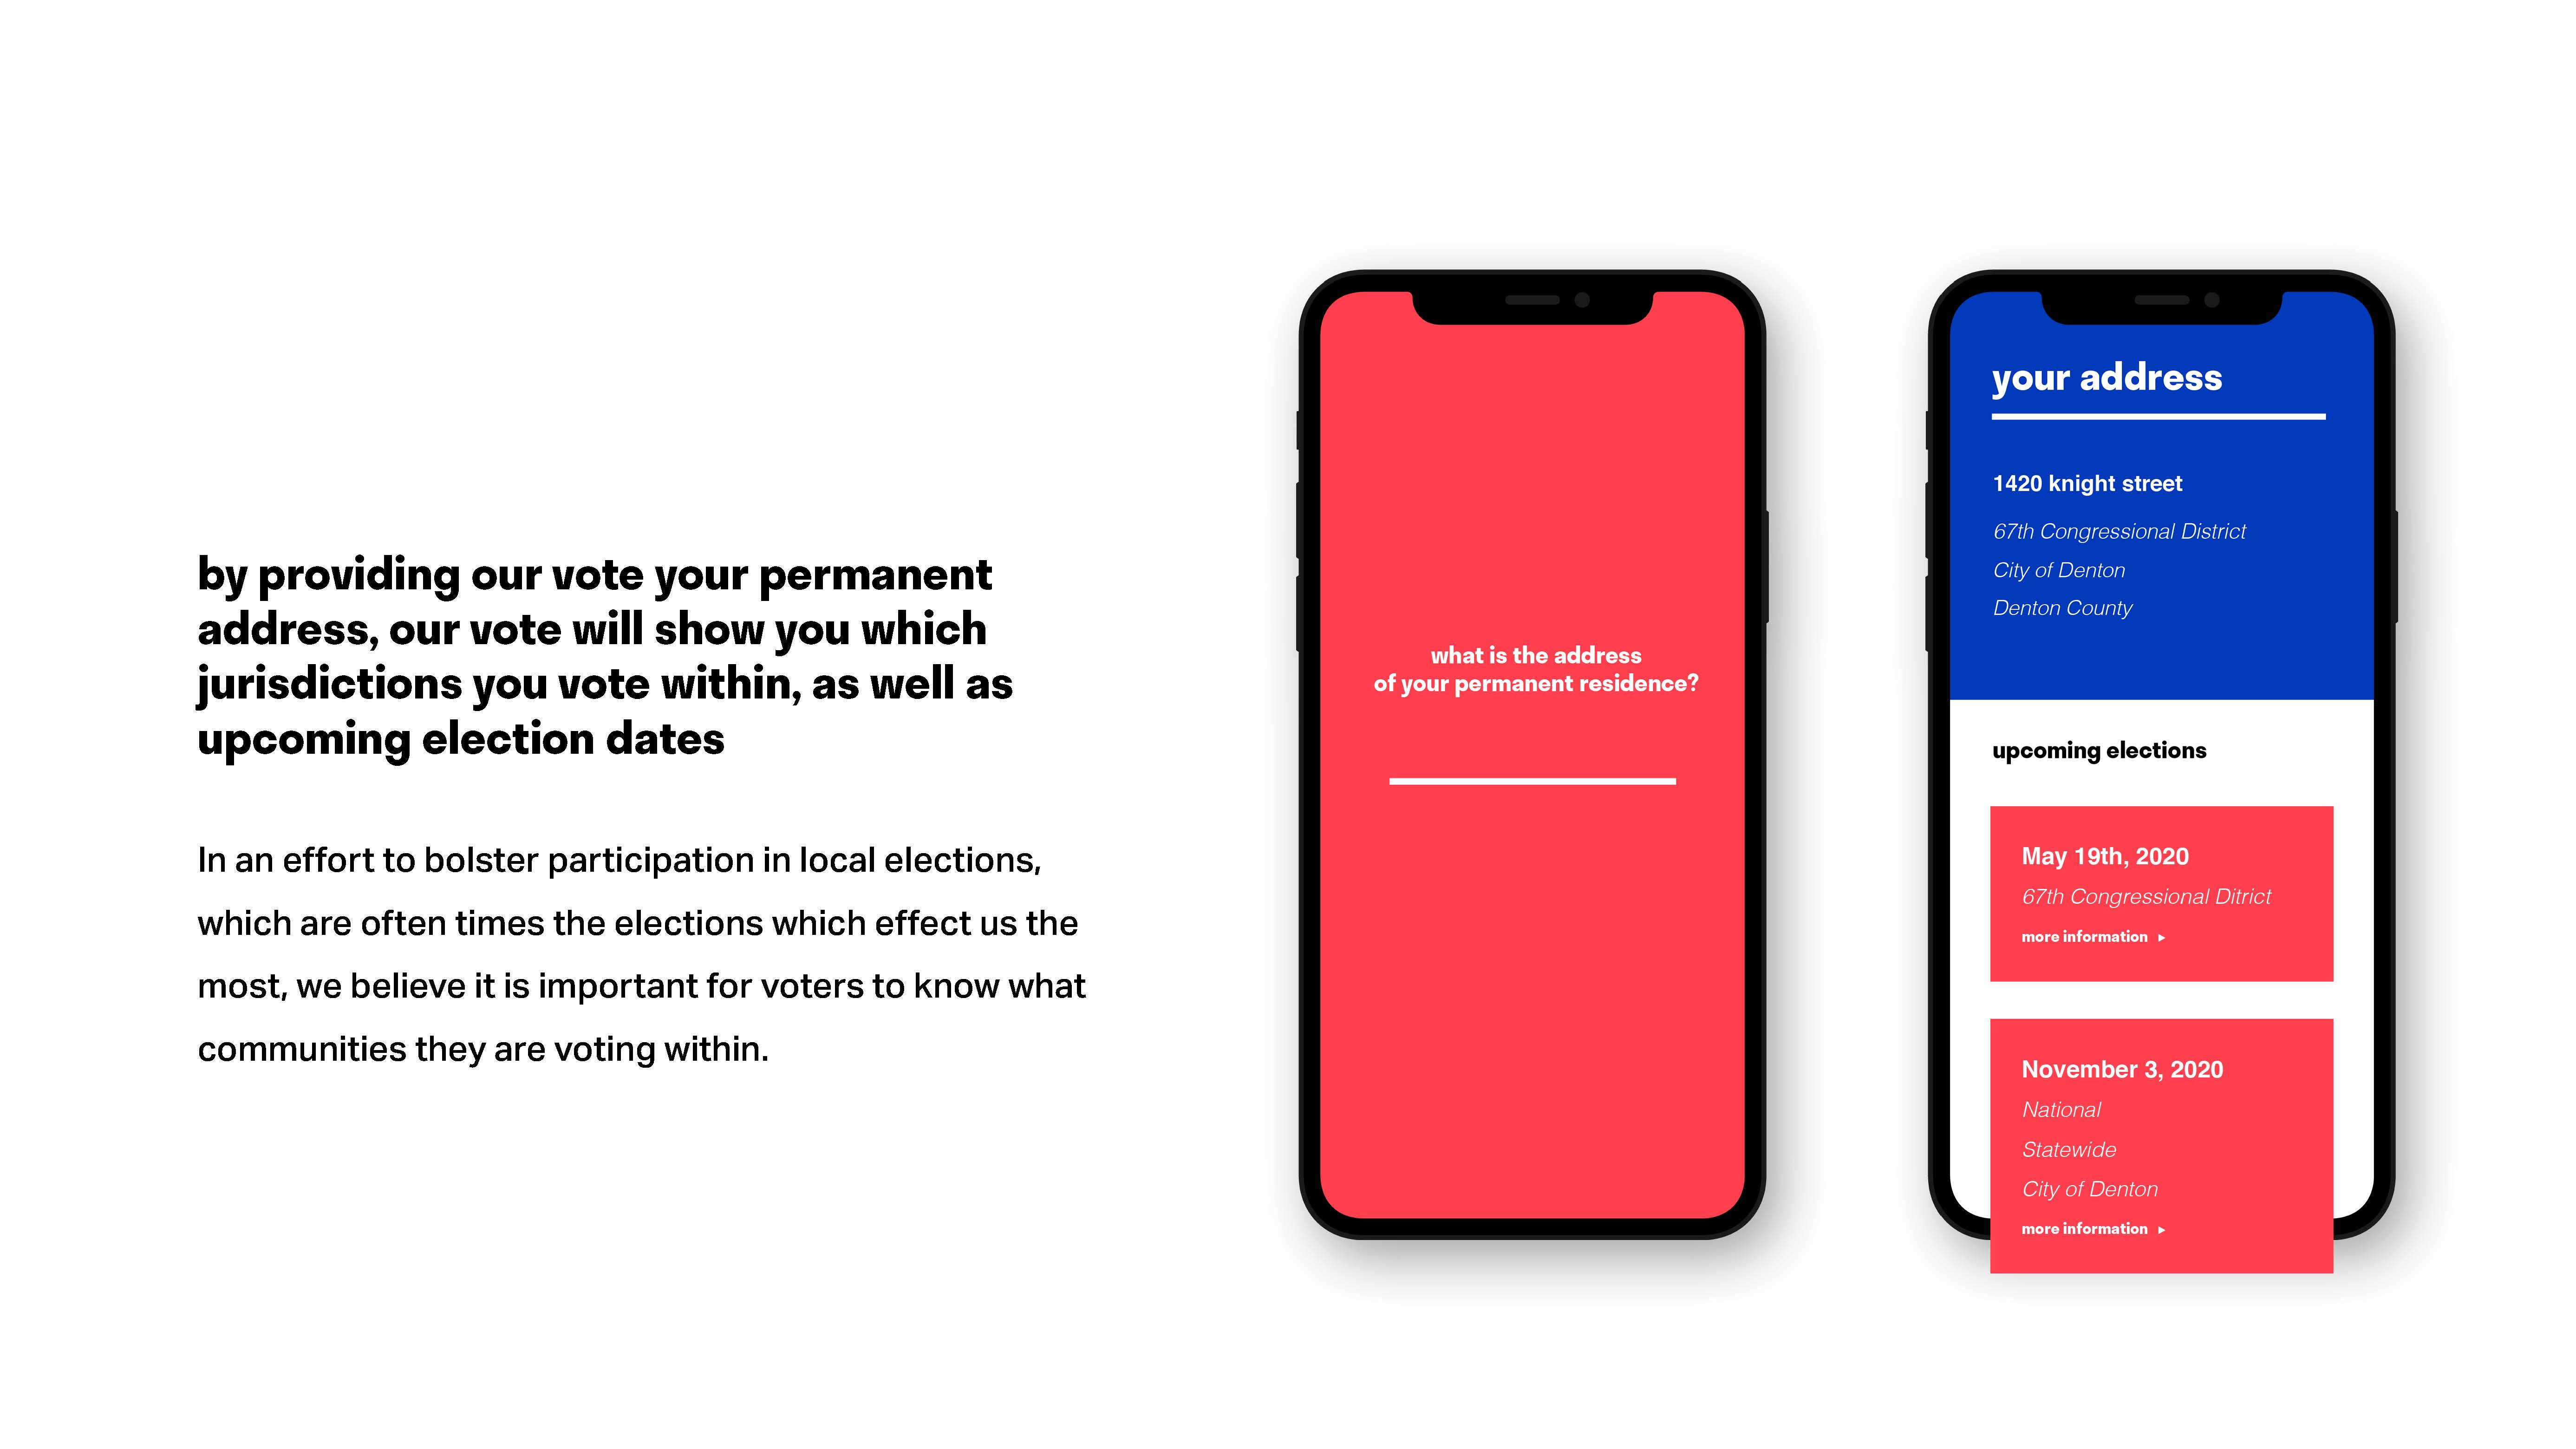 by providing our vote your permanent
address, our vote will show you which
jurisdictions you vote within, as well as
upcoming election dates
In an effort to bolster participation in local elections,
which are often times the elections which effect us the
most, we believe it is important for voters to know what
communities they are voting within.
what is the address
of your permanent residence?
your address
1420 knight street
67th Congressional District
City of Denton
Denton County
upcoming elections
May 19th, 2020
67th Congressional Ditrict
more information ▸
November 3, 2020
National
Statewide
City of Denton
more information ▸